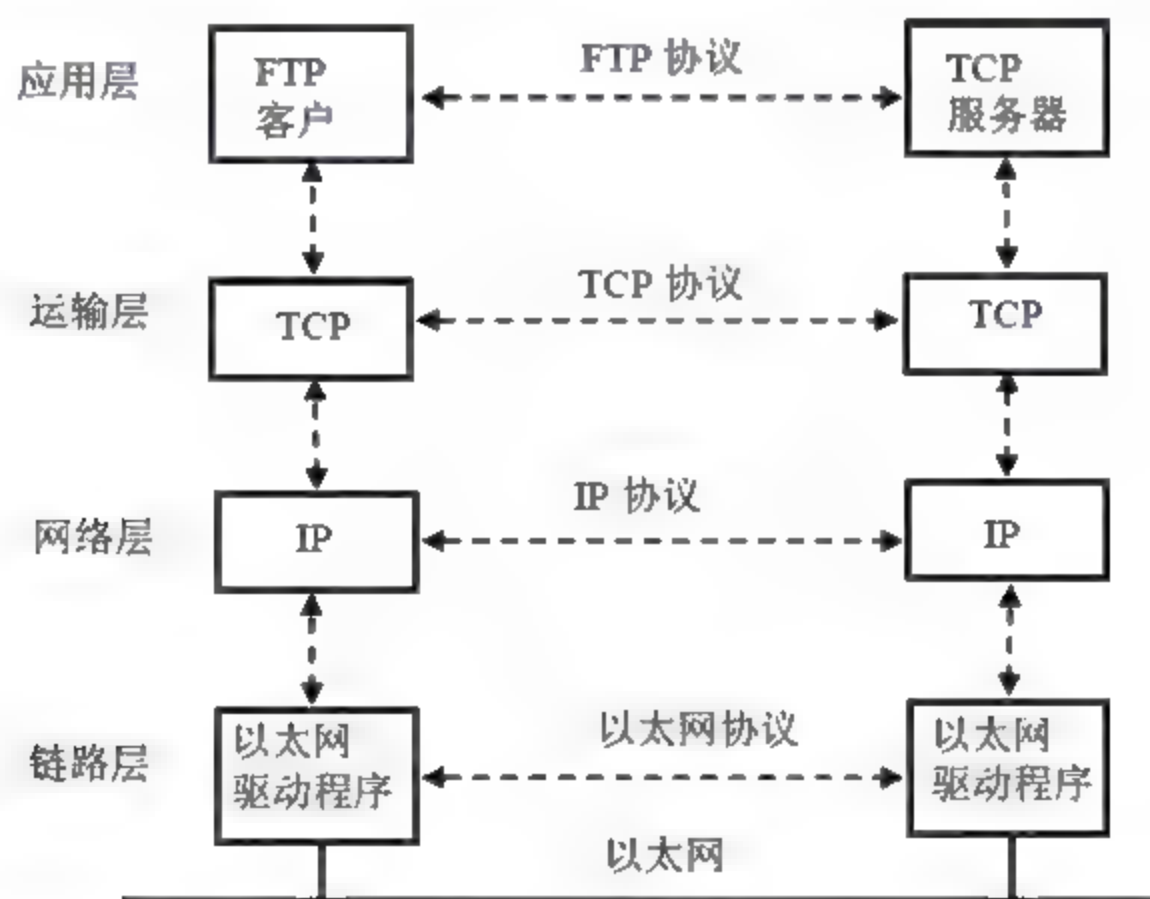 应用层
FTP
客户
FTP 协议
TCP
服务器
运输层
TCP
TCP 协议
TCP
网络层
IP
IP 协议
IP
链路层
以太网
驱动程序
以太网协议
以太网
驱动程序
以太网